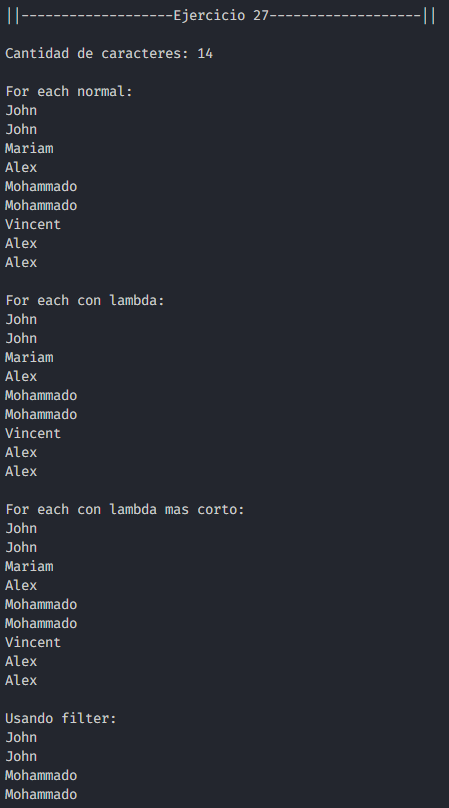 ||-------------------Ejercicio 27-------------------||
Cantidad de caracteres: 14
For each normal:
John
John
Mariam
Alex
Mohammado
Mohammado
Vincent
Alex
Alex
For each con lambda:
John
John
Mariam
Alex
Mohammado
Mohammado
Vincent
Alex
Alex
For each con lambda mas corto:
John
John
Mariam
Alex
Mohammado
Mohammado
Vincent
Alex
Alex
Usando filter:
John
John
Mohammado
Mohammado